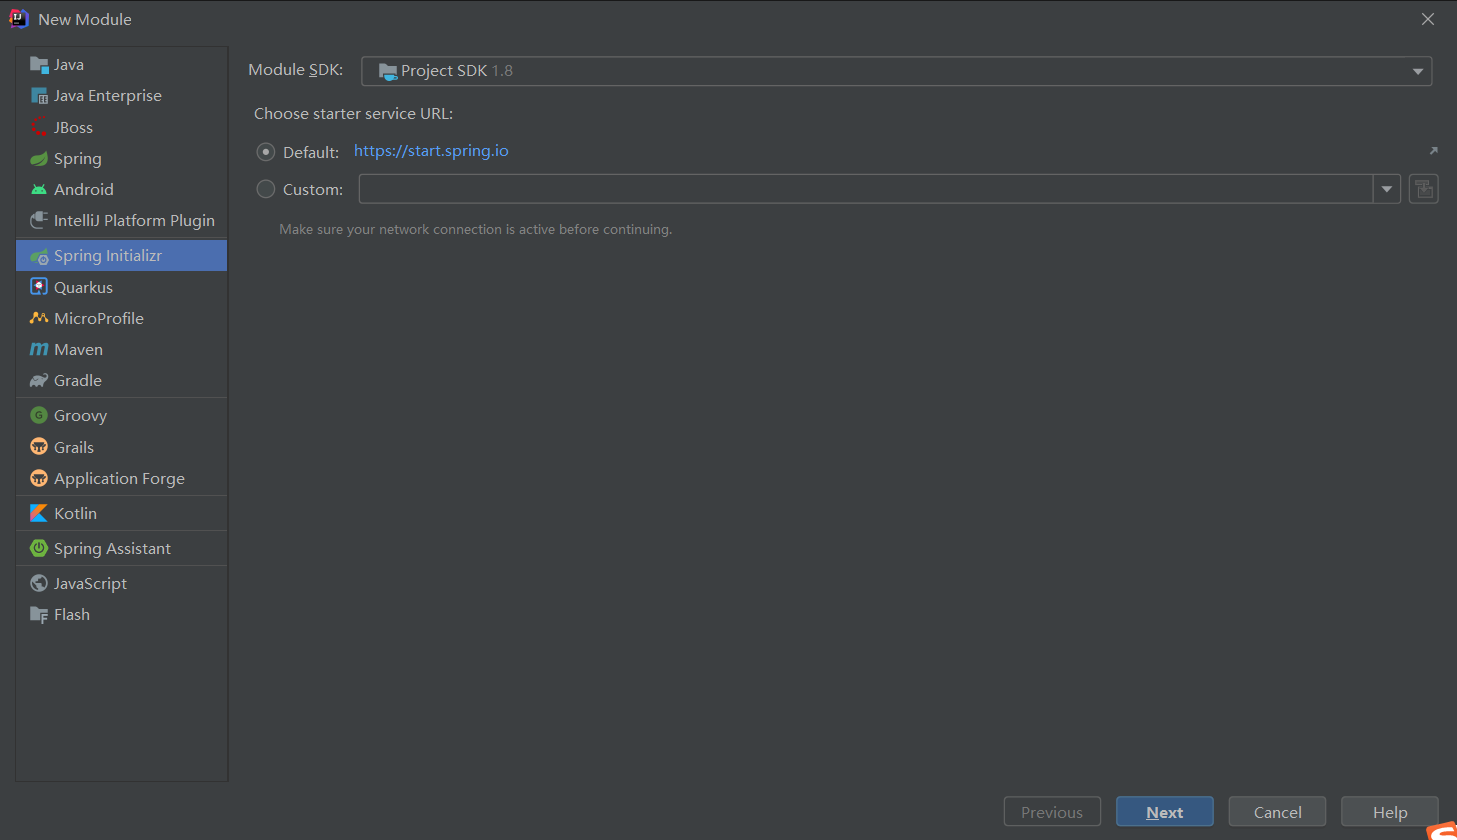 New Module
Java
Java Enterprise
JBoss
Spring
Android
IntelliJ Platform Plugin
Spring Initializr
Quarkus
MicroProfile
Maven
Gradle
Groovy
Grails
Application Forge
Kotlin
Spring Assistant
JavaScript
Flash
Module SDK: Project SDK 1.8
Choose starter service URL:
Default: https://start.spring.io
Custom:
Make sure your network connection is active before continuing.
Previous Next Cancel Help